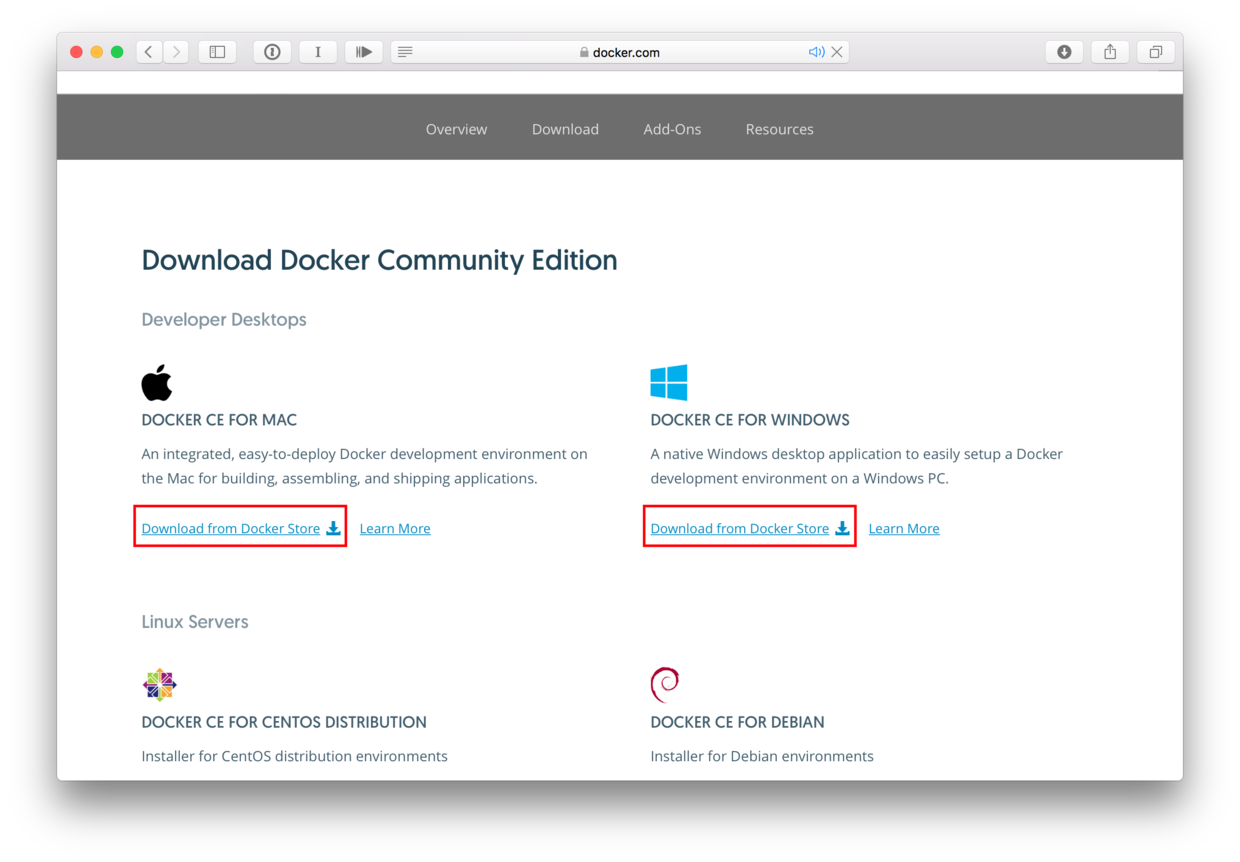 docker.com
Overview Download Add-Ons Resources
Download Docker Community Edition
Developer Desktops
DOCKER CE FOR MAC
An integrated, easy-to-deploy Docker development environment on
the Mac for building, assembling, and shipping applications.
Download from Docker Store Learn More
DOCKER CE FOR WINDOWS
A native Windows desktop application to easily setup a Docker
development environment on a Windows PC.
Download from Docker Store Learn More
Linux Servers
DOCKER CE FOR CENTOS DISTRIBUTION
Installer for CentOS distribution environments
DOCKER CE FOR DEBIAN
Installer for Debian environments